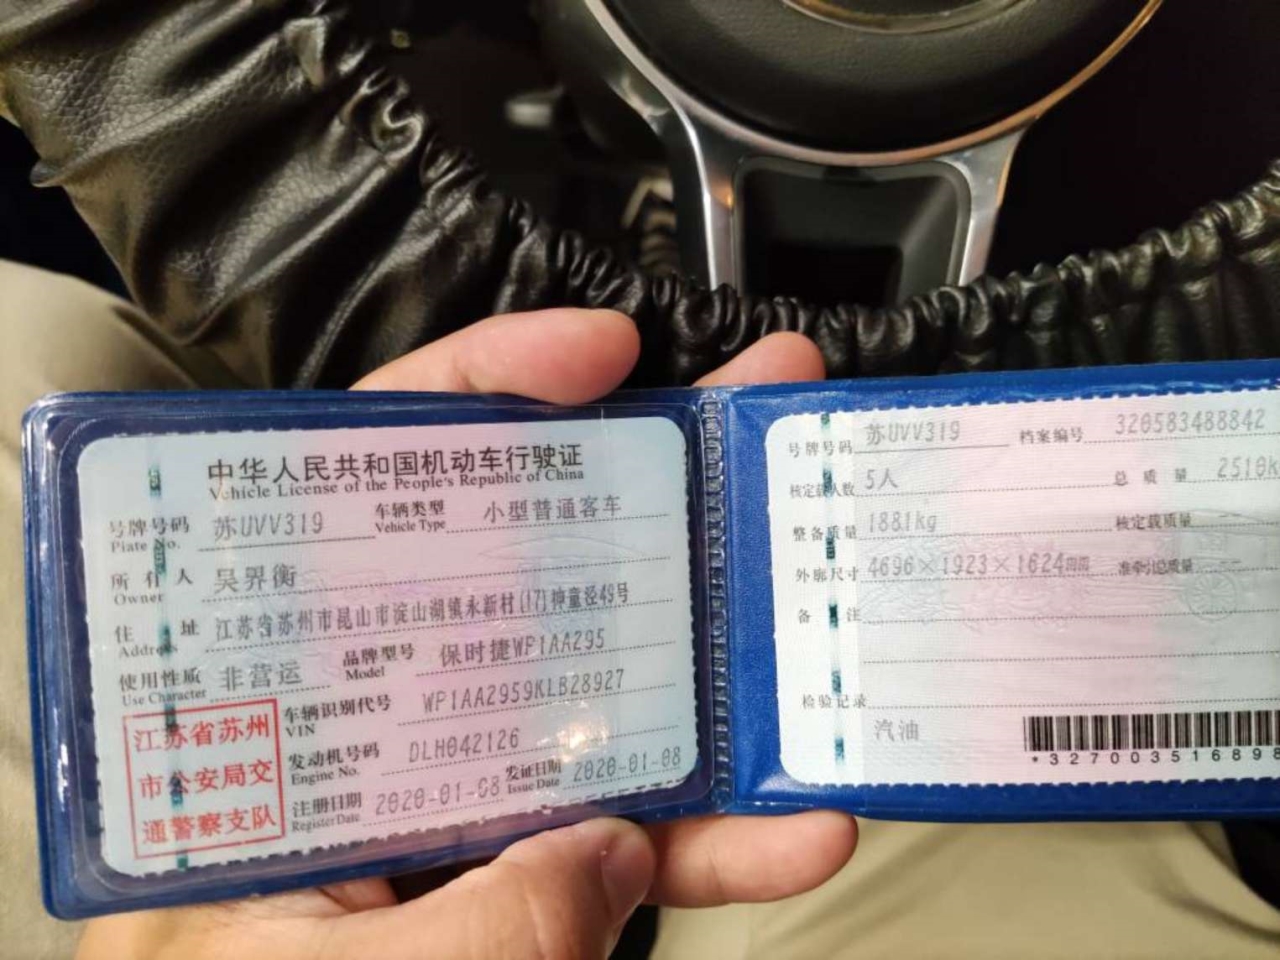 中华人民共和国机动车行驶证
Vehicle License of the People's Republic of China
号牌号码 苏UVV319 车辆类型 小型普通客车
Plate No. Vehicle Type
所有人 吴界衡
Owner
住址 江苏省苏州市昆山市淀山湖镇永新村(17)神童泾49号
Address
使用性质 非营运 品牌型号 保时捷WP1AA295
Use Character Model
车辆识别代号 WP1AA2959KLB28927
VIN
发动机号码 DLH042126
Engine No.
注册日期 2020-01-08 发证日期 2020-01-08
Register Date Issue Date
江苏省苏州
市公安局交
通警察支队
号牌号码 苏UVV319 档案编号 320583488842
核定载人数 5人 总质量 2510k
整备质量 1881kg 核定载质量 --
外廓尺寸 4696×1923×1624mm 准牵引总质量 --
备注
检验记录
汽油
*327003516898